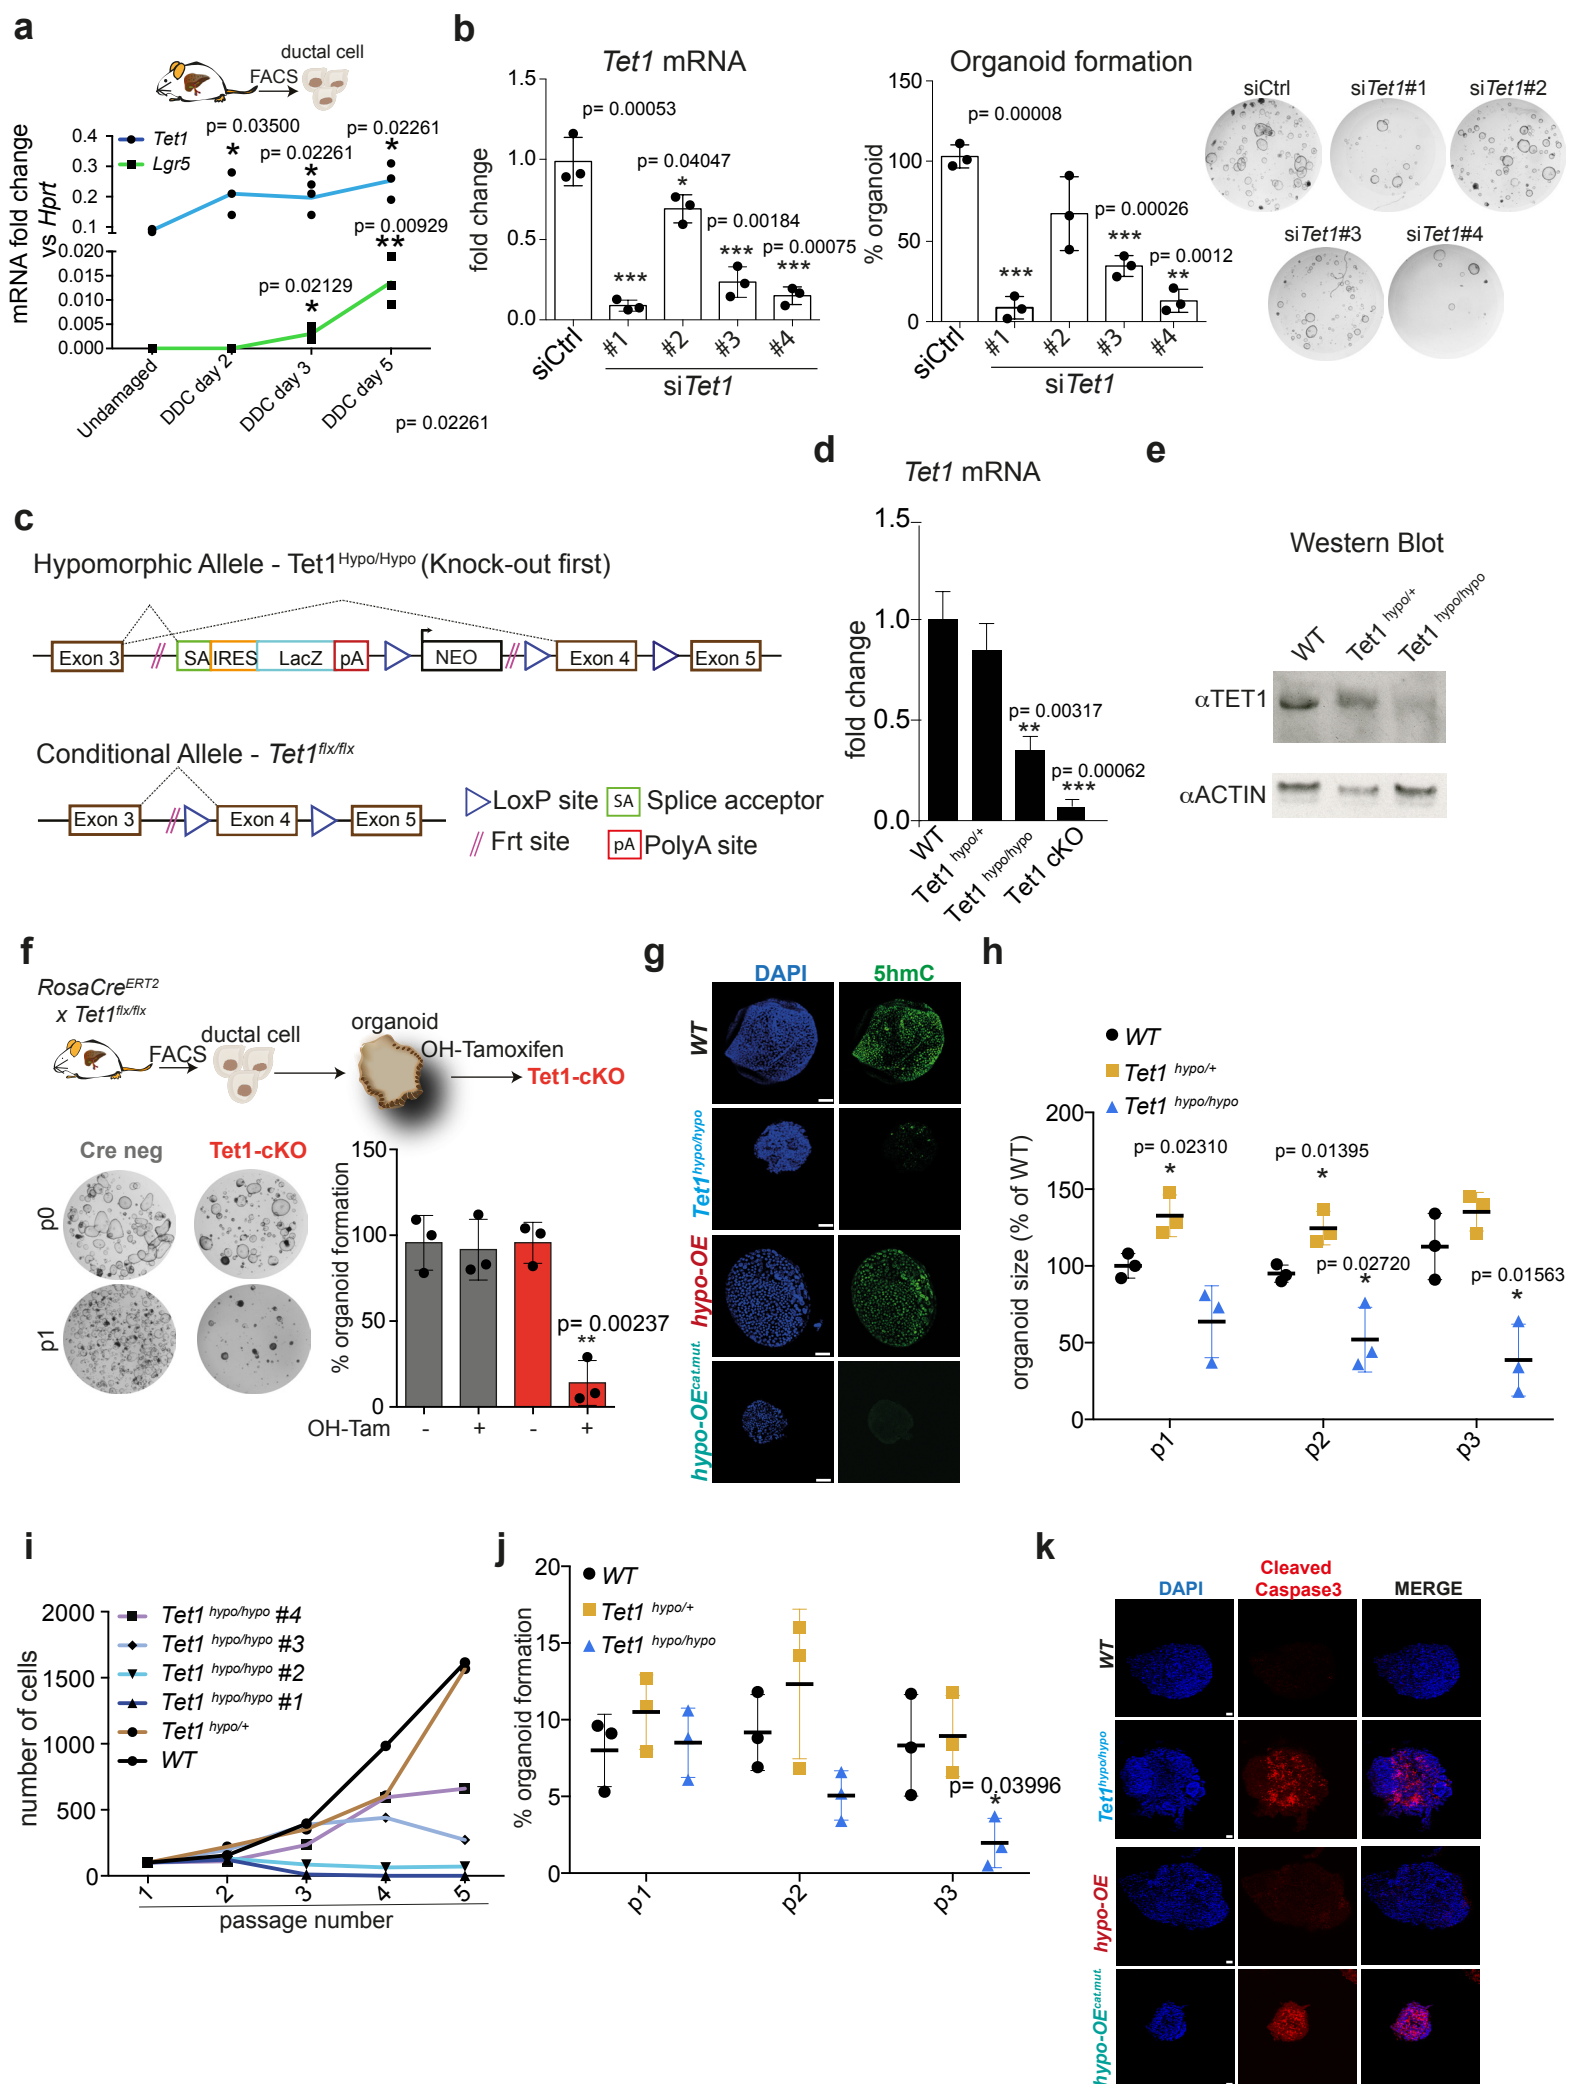 a
ductal cell
FACS
mRNA fold change
vs Hprt
Tet1
Lgr5
p= 0.03500
*
p= 0.02261
*
p= 0.02261
*
p= 0.00929
**
p= 0.02129
*
0.4
0.3
0.2
0.1
0.020
0.015
0.010
0.005
0.000
Undamaged
DDC day 2
DDC day 3
DDC day 5
p= 0.02261
b
Tet1 mRNA
fold change
1.5
1.0
0.5
0.0
p= 0.00053
p= 0.04047
*
p= 0.00184
***
p= 0.00075
***
***
siCtrl
#1
#2
#3
#4
siTet1
Organoid formation
% organoid
150
100
50
0
p= 0.00008
***
p= 0.00026
***
p= 0.0012
**
siCtrl
#1
#2
#3
#4
siTet1
siCtrl
siTet1#1
siTet1#2
siTet1#3
siTet1#4
c
Hypomorphic Allele - Tet1Hypo/Hypo (Knock-out first)
Exon 3
SA
IRES
LacZ
pA
NEO
Exon 4
Exon 5
Conditional Allele - Tet1flx/flx
Exon 3
Exon 4
Exon 5
LoxP site
SA
Splice acceptor
Frt site
pA
PolyA site
d
Tet1 mRNA
fold change
1.5
1.0
0.5
0.0
p= 0.00317
**
p= 0.00062
***
WT
Tet1 hypo/+
Tet1 hypo/hypo
Tet1 cKO
e
Western Blot
WT
Tet1 hypo/+
Tet1 hypo/hypo
αTET1
αACTIN
f
RosaCreERT2
x Tet1flx/flx
FACS
ductal cell
organoid
OH-Tamoxifen
Tet1-cKO
Cre neg
Tet1-cKO
p0
p1
% organoid formation
150
100
50
0
p= 0.00237
**
OH-Tam
-
+
-
+
g
DAPI
5hmC
WT
Tet1hypo/hypo
hypo-OE
hypo-OEcat.mut.
h
WT
Tet1 hypo/+
Tet1 hypo/hypo
organoid size (% of WT)
200
150
100
50
0
p= 0.02310
*
p= 0.01395
*
p= 0.02720
*
p= 0.01563
*
p1
p2
p3
i
number of cells
2000
1500
1000
500
0
Tet1 hypo/hypo #4
Tet1 hypo/hypo #3
Tet1 hypo/hypo #2
Tet1 hypo/hypo #1
Tet1 hypo/+
WT
1
2
3
4
5
passage number
j
% organoid formation
20
15
10
5
0
WT
Tet1 hypo/+
Tet1 hypo/hypo
p= 0.03996
*
p1
p2
p3
k
DAPI
Cleaved
Caspase3
MERGE
WT
Tet1hypo/hypo
hypo-OE
hypo-OEcat.mut.